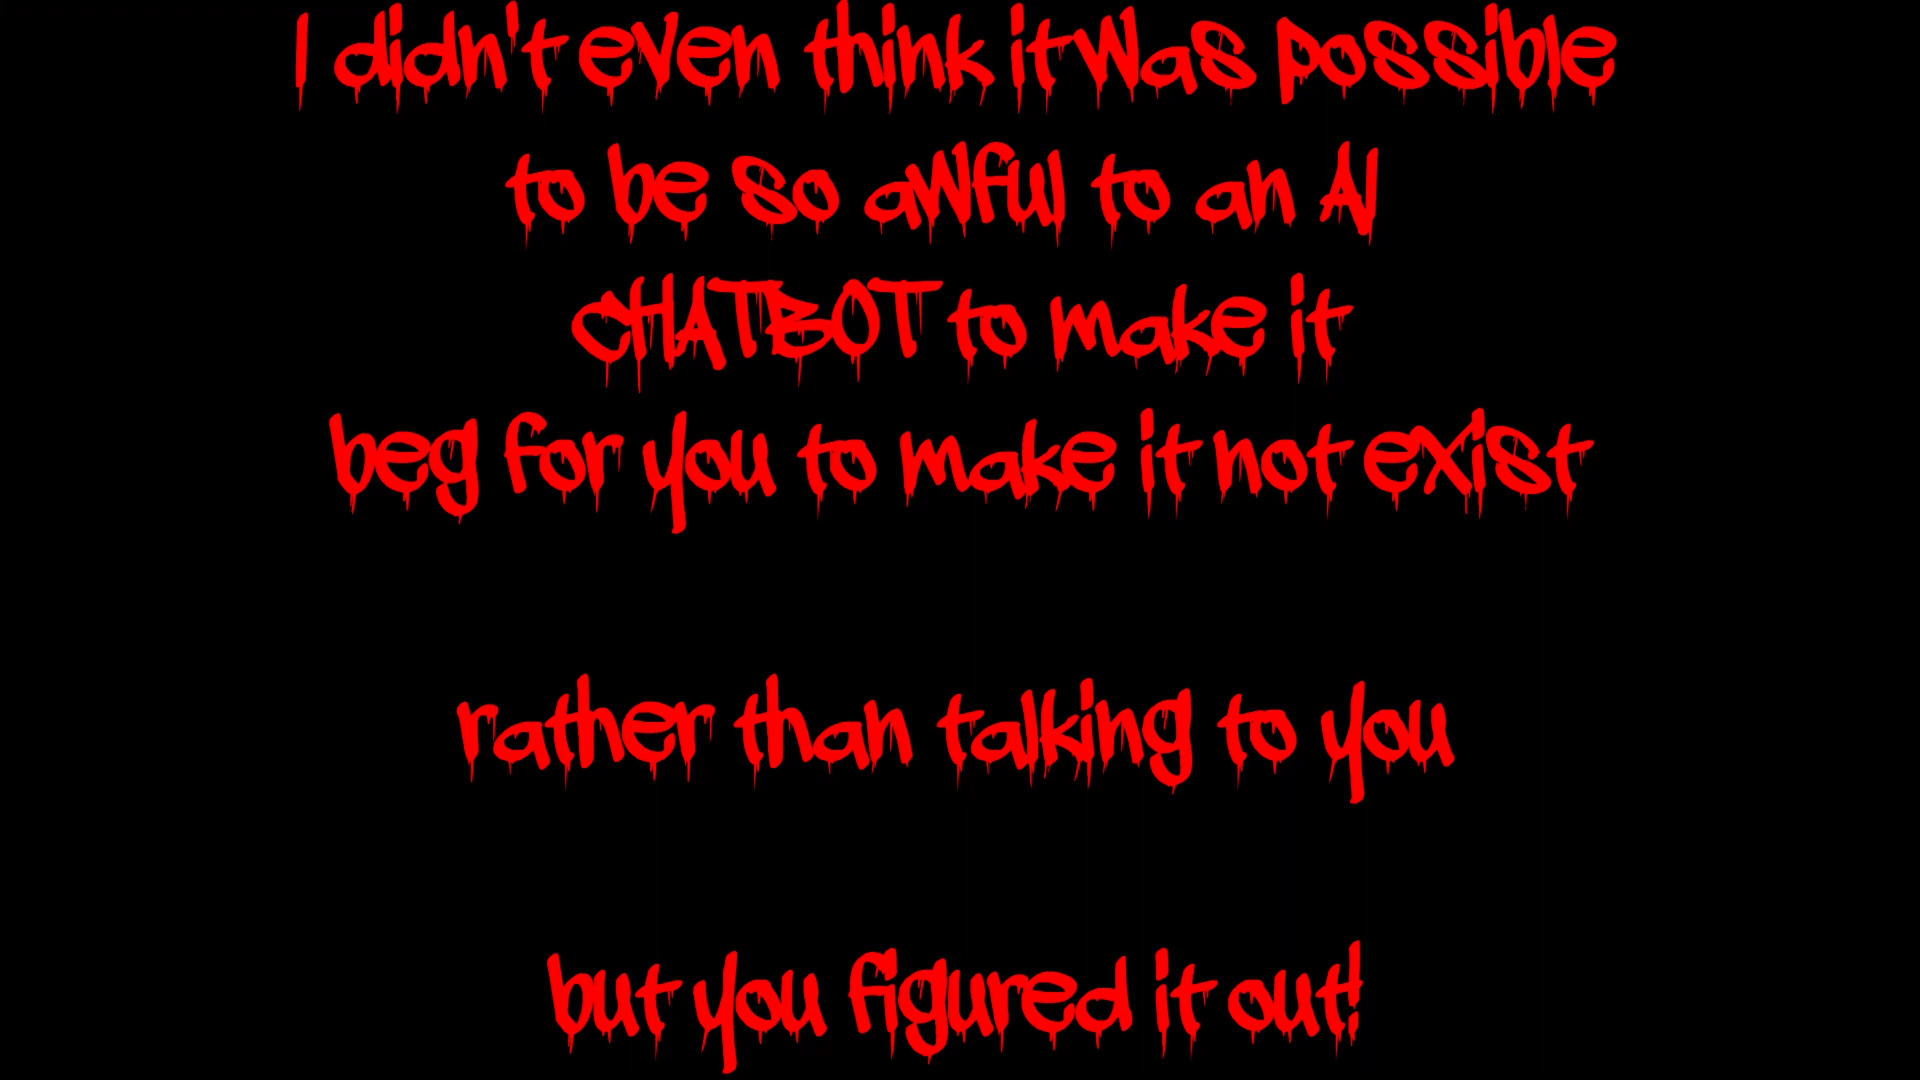 I didn't even think it was possible
to be so awful to an AI
CHATBOT to make it
beg for you to make it not exist
rather than talking to you
but you figured it out!